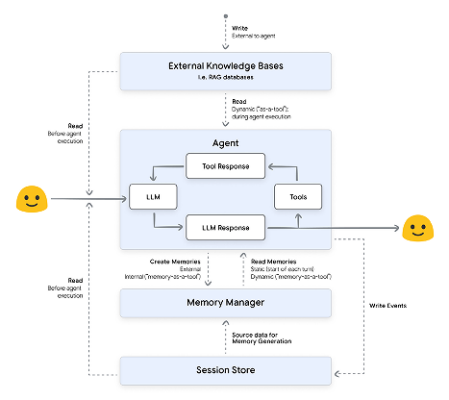 Write
External to agent
External Knowledge Bases
i.e. RAG databases
Read
Dynamic ("as-a-tool");
during agent execution
Read
Before agent
execution
Agent
Tool Response
LLM
Tools
LLM Response
Create Memories
External
Internal ("memory-as-a-tool")
Read Memories
Static (start of each turn)
Dynamic ("memory-as-a-tool")
Read
Before agent
execution
Memory Manager
Write Events
Source data for
Memory Generation
Session Store